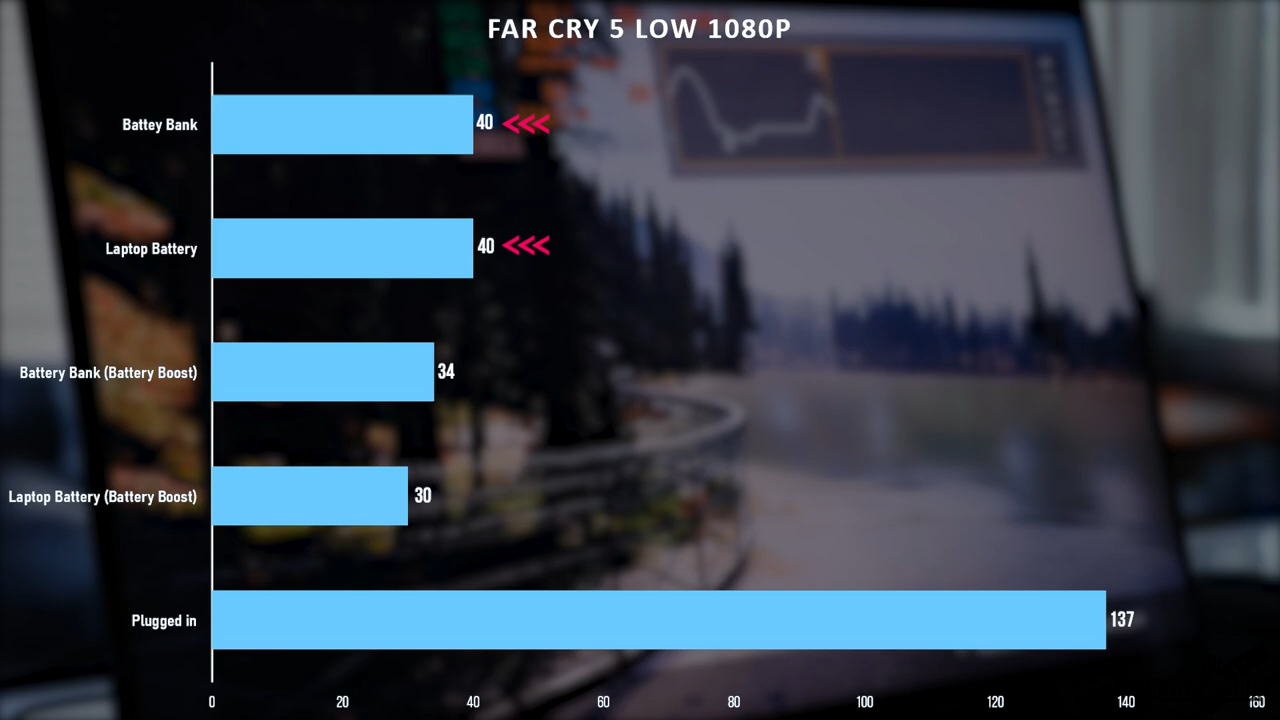 FAR CRY 5 LOW 1080P
Battey Bank 40
Laptop Battery 40
Battery Bank (Battery Boost) 34
Laptop Battery (Battery Boost) 30
Plugged in 137
0 20 40 60 80 100 120 140 160